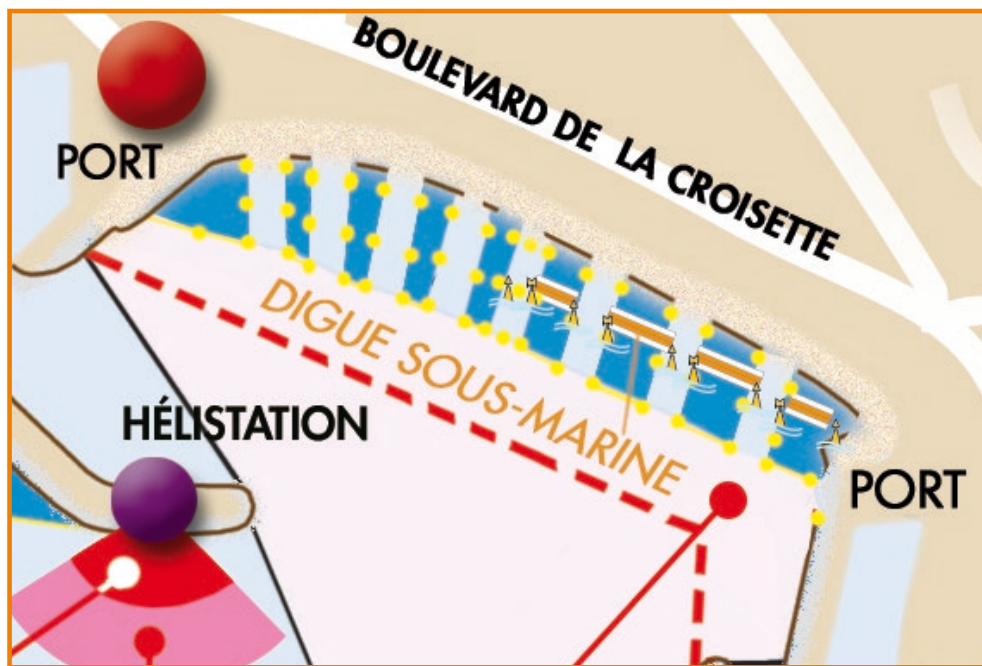 BOULEVARD DE LA CROISETTE
PORT
DIGUE SOUS-MARINE
HÉLISTATION
PORT